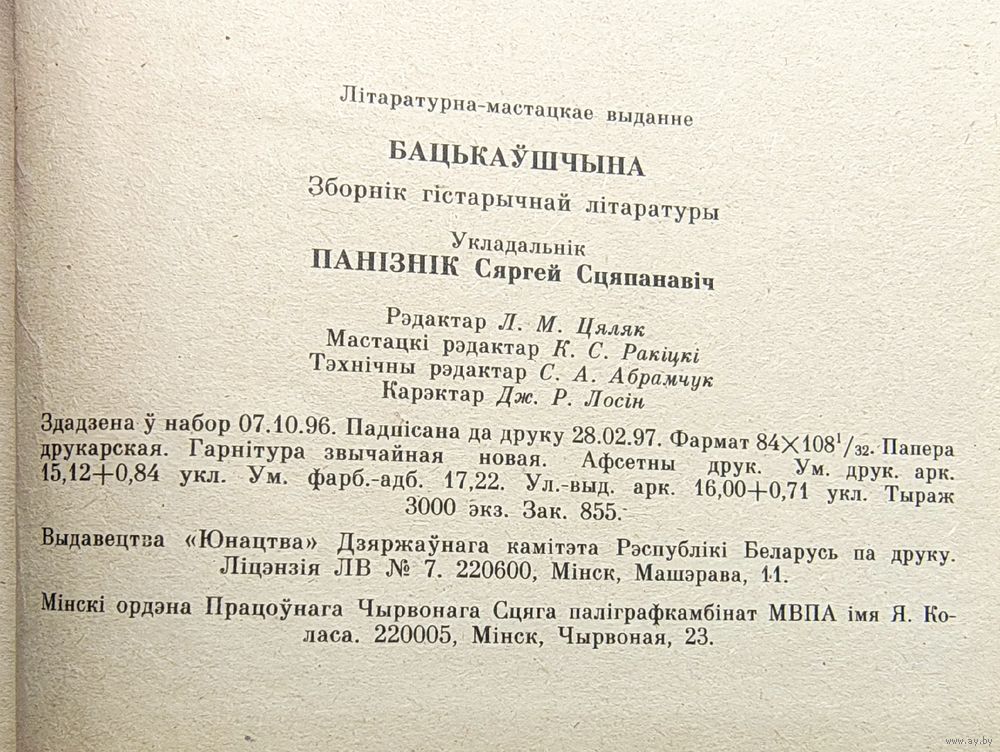 Літаратурна-мастацкае выданне
БАЦЬКАЎШЧЫНА
Зборнік гістарычнай літаратуры
Укладальнік
ПАНІЗНІК Сяргей Сцяпанавіч
Рэдактар Л. М. Цяляк
Мастацкі рэдактар К. С. Ракіцкі
Тэхнічны рэдактар С. А. Абрамчук
Карэктар Дж. Р. Лосін
Здадзена ў набор 07.10.96. Падпісана да друку 28.02.97. Фармат 84×108¹/₃₂. Папера
друкарская. Гарнітура звычайная новая. Афсетны друк. Ум. друк. арк.
15,12+0,84 укл. Ум. фарб.-адб. 17,22. Ул.-выд. арк. 16,00+0,71 укл. Тыраж
3000 экз. Зак. 855.
Выдавецтва «Юнацтва» Дзяржаўнага камітэта Рэспублікі Беларусь па друку.
Ліцэнзія ЛВ № 7. 220600, Мінск, Машэрава, 11.
Мінскі ордэна Працоўнага Чырвонага Сцяга паліграфкамбінат МВПА імя Я. Ко-
ласа. 220005, Мінск, Чырвоная, 23.
www.ay.by